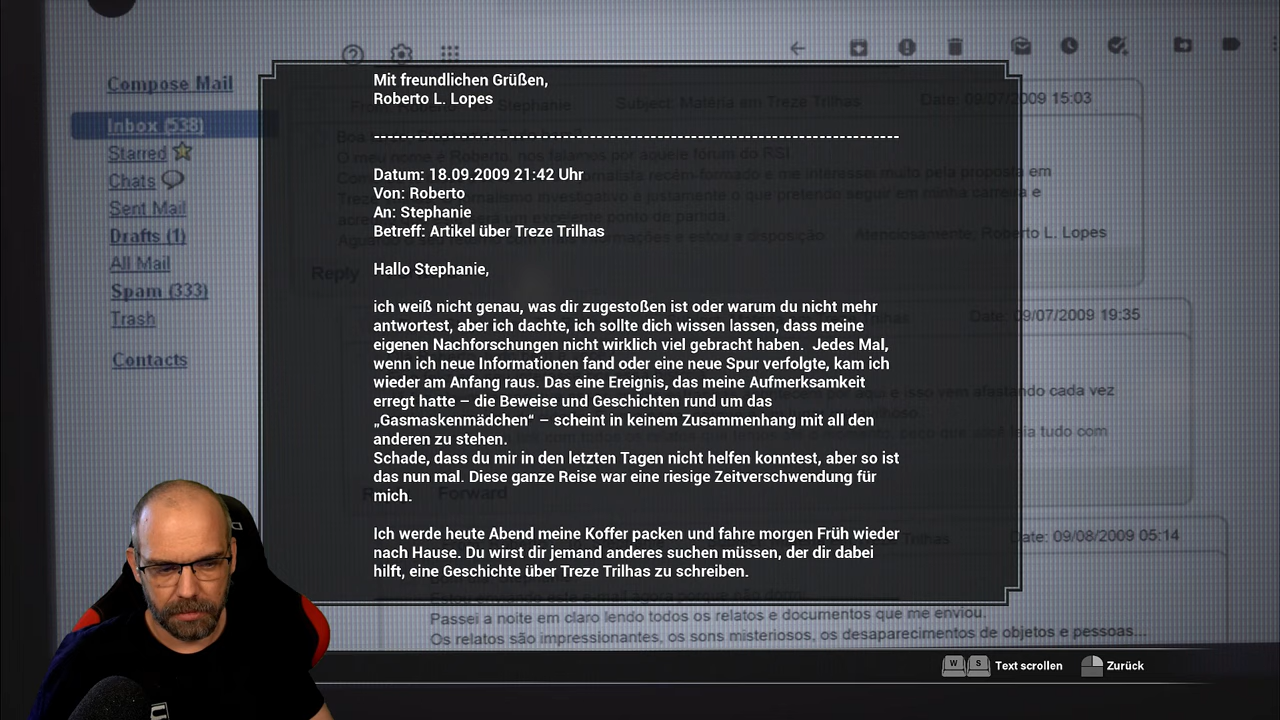 Compose Mail
Inbox (538)
Starred
Chats
Sent Mail
Drafts (1)
All Mail
Spam (333)
Trash
Contacts
Mit freundlichen Grüßen,
Roberto L. Lopes
Datum: 18.09.2009 21:42 Uhr
Von: Roberto
An: Stephanie
Betreff: Artikel über Treze Trilhas
Hallo Stephanie,
ich weiß nicht genau, was dir zugestoßen ist oder warum du nicht mehr
antwortest, aber ich dachte, ich sollte dich wissen lassen, dass meine
eigenen Nachforschungen nicht wirklich viel gebracht haben. Jedes Mal,
wenn ich neue Informationen fand oder eine neue Spur verfolgte, kam ich
wieder am Anfang raus. Das eine Ereignis, das meine Aufmerksamkeit
erregt hatte – die Beweise und Geschichten rund um das
„Gasmaskenmädchen“ – scheint in keinem Zusammenhang mit all den
anderen zu stehen.
Schade, dass du mir in den letzten Tagen nicht helfen konntest, aber so ist
das nun mal. Diese ganze Reise war eine riesige Zeitverschwendung für
mich.
Ich werde heute Abend meine Koffer packen und fahre morgen Früh wieder
nach Hause. Du wirst dir jemand anderes suchen müssen, der dir dabei
hilft, eine Geschichte über Treze Trilhas zu schreiben.
Stephanie Subject: Matéria em Treze Trilhas Date: 09/07/2009 15:03
Atenciosamente, Roberto L. Lopes
Reply
Date: 09/07/2009 19:35
Forward
Date: 09/08/2009 05:14
Passei a noite em claro lendo todos os relatos e documentos que me enviou.
Os relatos são impressionantes, os sons misteriosos, os desaparecimentos de objetos e pessoas...
W S Text scrollen Zurück